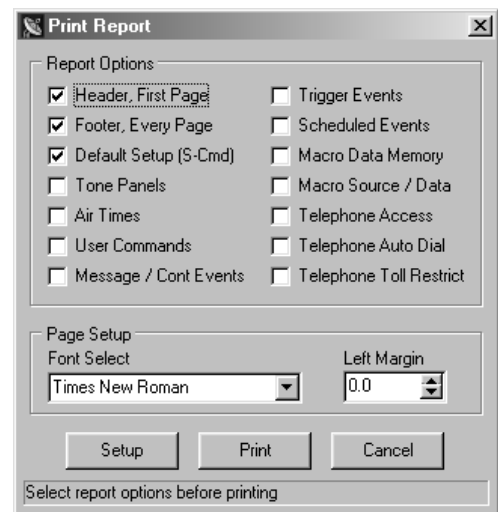 Print Report
Report Options
Header, First Page
Footer, Every Page
Default Setup (S-Cmd)
Tone Panels
Air Times
User Commands
Message / Cont Events
Trigger Events
Scheduled Events
Macro Data Memory
Macro Source / Data
Telephone Access
Telephone Auto Dial
Telephone Toll Restrict
Page Setup
Font Select
Times New Roman
Left Margin
0.0
Setup
Print
Cancel
Select report options before printing